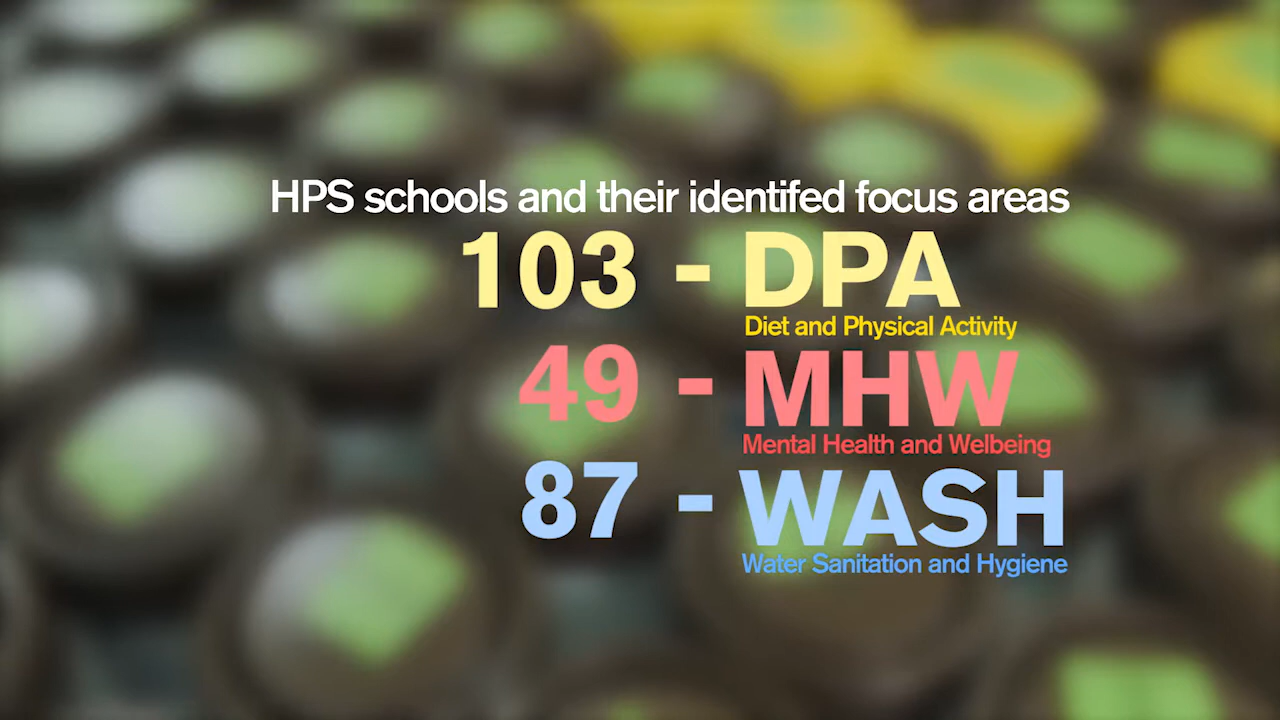 HPS schools and their identifed focus areas
103 - DPA
Diet and Physical Activity
49 - MHW
Mental Health and Welbeing
87 - WASH
Water Sanitation and Hygiene